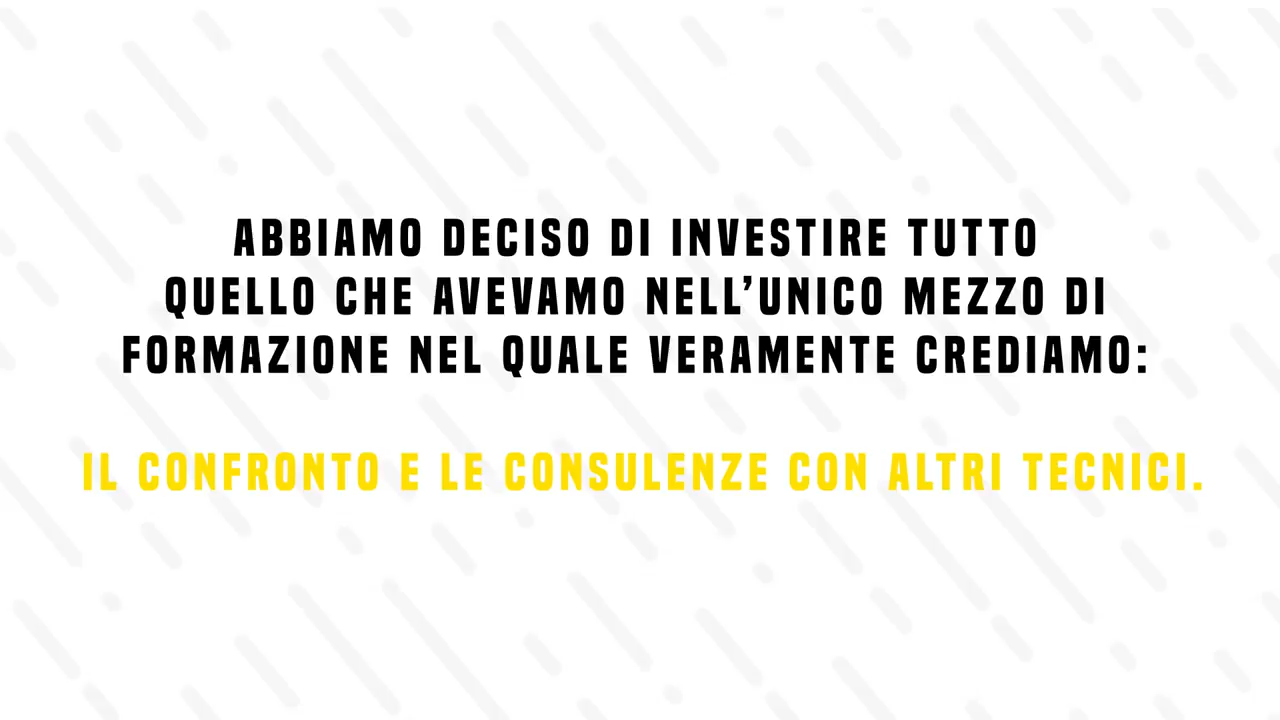 ABBIAMO DECISO DI INVESTIRE TUTTO
QUELLO CHE AVEVAMO NELL'UNICO MEZZO DI
FORMAZIONE NEL QUALE VERAMENTE CREDIAMO:
IL CONFRONTO E LE CONSULENZE CON ALTRI TECNICI.